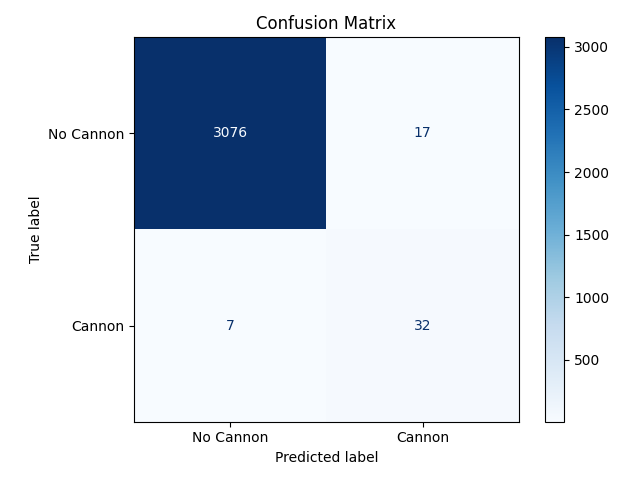 Confusion Matrix
True label
No Cannon
3076
17
Cannon
7
32
No Cannon
Cannon
Predicted label
3000
2500
2000
1500
1000
500